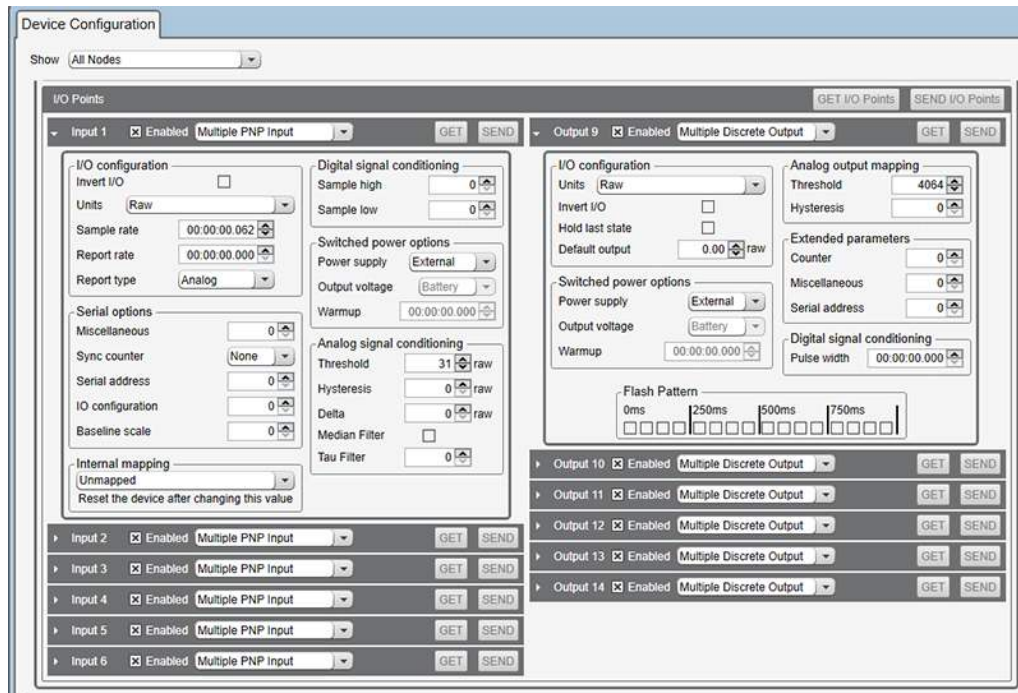 Device Configuration
Show All Nodes
I/O Points GET I/O Points SEND I/O Points
Input 1 Enabled Multiple PNP Input GET SEND
I/O configuration
Invert I/O
Units Raw
Sample rate 00:00:00.062
Report rate 00:00:00.000
Report type Analog
Serial options
Miscellaneous 0
Sync counter None
Serial address 0
IO configuration 0
Baseline scale 0
Internal mapping
Unmapped
Reset the device after changing this value
Digital signal conditioning
Sample high 0
Sample low 0
Switched power options
Power supply External
Output voltage Battery
Warmup 00:00:00.000
Analog signal conditioning
Threshold 31 raw
Hysteresis 0 raw
Delta 0 raw
Median Filter
Tau Filter 0
Input 2 Enabled Multiple PNP Input GET SEND
Input 3 Enabled Multiple PNP Input GET SEND
Input 4 Enabled Multiple PNP Input GET SEND
Input 5 Enabled Multiple PNP Input GET SEND
Input 6 Enabled Multiple PNP Input GET SEND
Output 9 Enabled Multiple Discrete Output GET SEND
I/O configuration
Units Raw
Invert I/O
Hold last state
Default output 0.00 raw
Switched power options
Power supply External
Output voltage Battery
Warmup 00:00:00.000
Analog output mapping
Threshold 4064
Hysteresis 0
Extended parameters
Counter 0
Miscellaneous 0
Serial address 0
Digital signal conditioning
Pulse width 00:00:00.000
Flash Pattern
0ms 250ms 500ms 750ms
Output 10 Enabled Multiple Discrete Output GET SEND
Output 11 Enabled Multiple Discrete Output GET SEND
Output 12 Enabled Multiple Discrete Output GET SEND
Output 13 Enabled Multiple Discrete Output GET SEND
Output 14 Enabled Multiple Discrete Output GET SEND